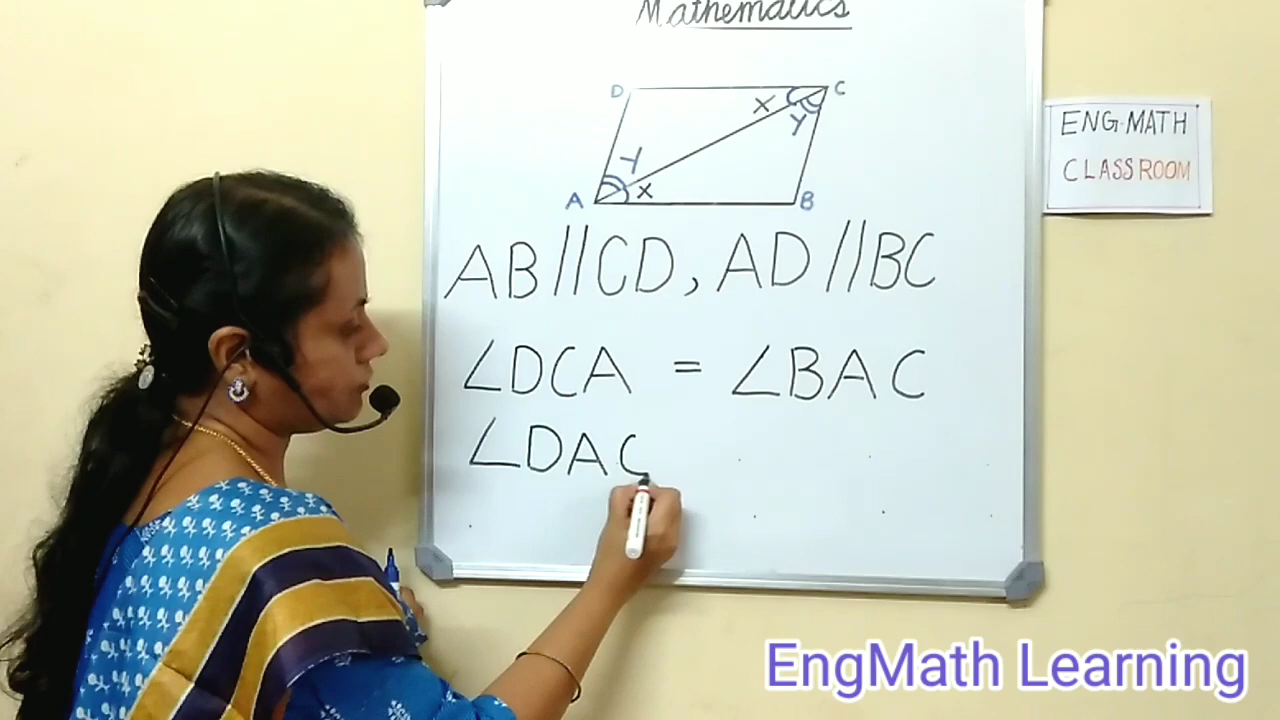 Mathematics
D
C
X
Y
Y
X
A
B
ENG-MATH
CLASSROOM
AB//CD, AD//BC
∠DCA = ∠BAC
∠DAC
EngMath Learning